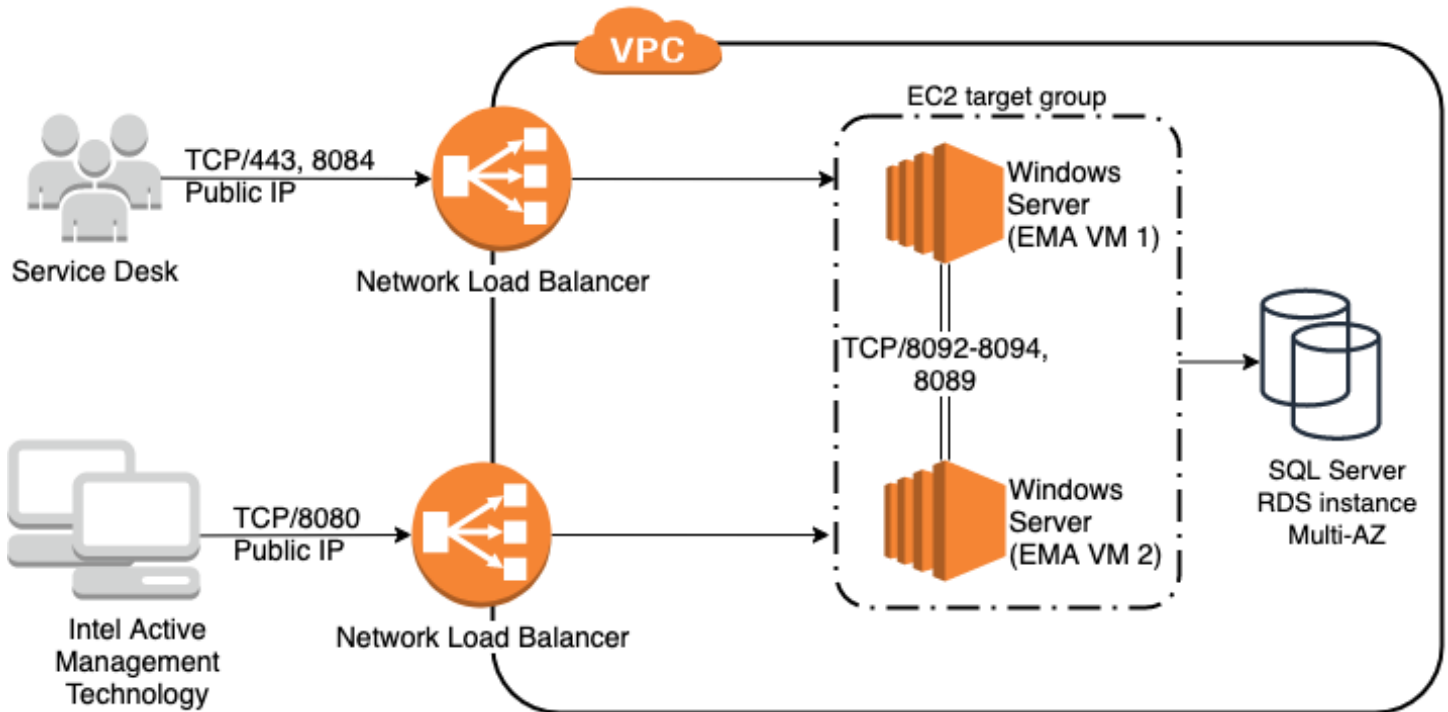 VPC
EC2 target group
TCP/443, 8084
Public IP
Service Desk
Network Load Balancer
Windows
Server
(EMA VM 1)
TCP/8092-8094,
8089
SQL Server
RDS instance
Multi-AZ
TCP/8080
Public IP
Intel Active
Management
Technology
Network Load Balancer
Windows
Server
(EMA VM 2)